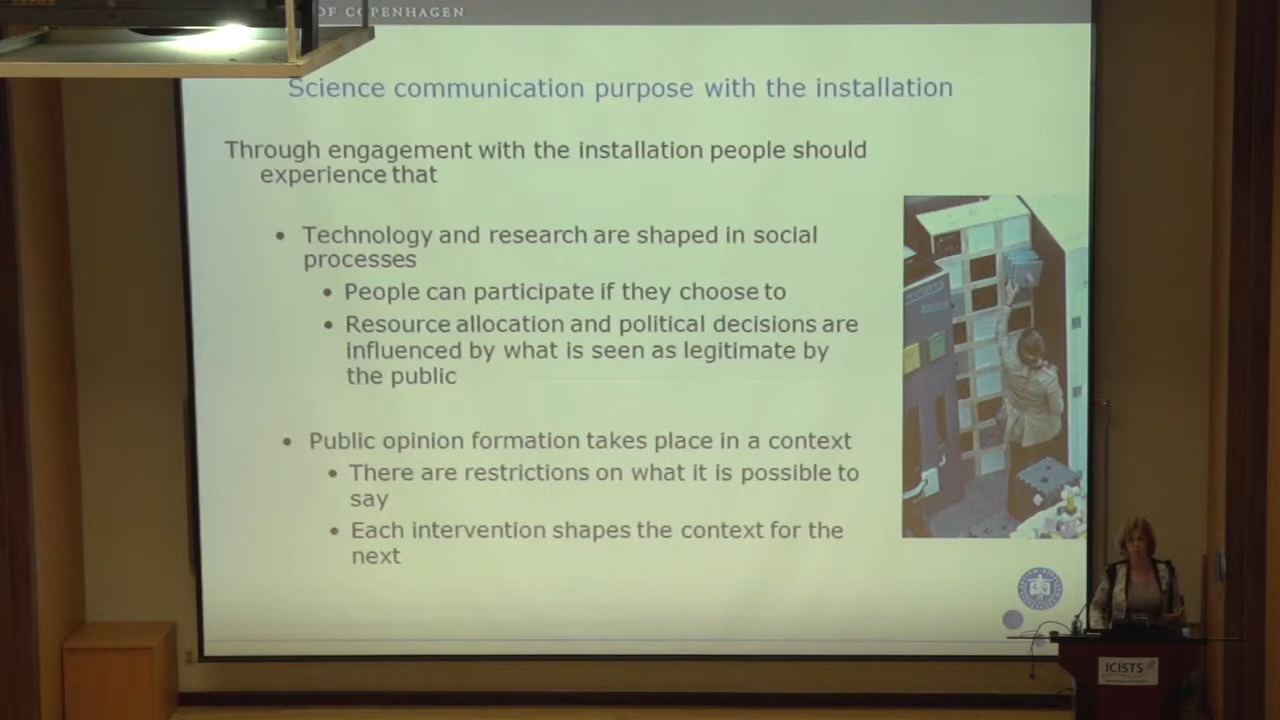 OF COPENHAGEN
Science communication purpose with the installation
Through engagement with the installation people should
experience that
• Technology and research are shaped in social
processes
• People can participate if they choose to
• Resource allocation and political decisions are
influenced by what is seen as legitimate by
the public
• Public opinion formation takes place in a context
• There are restrictions on what it is possible to
say
• Each intervention shapes the context for the
next
ICISTS